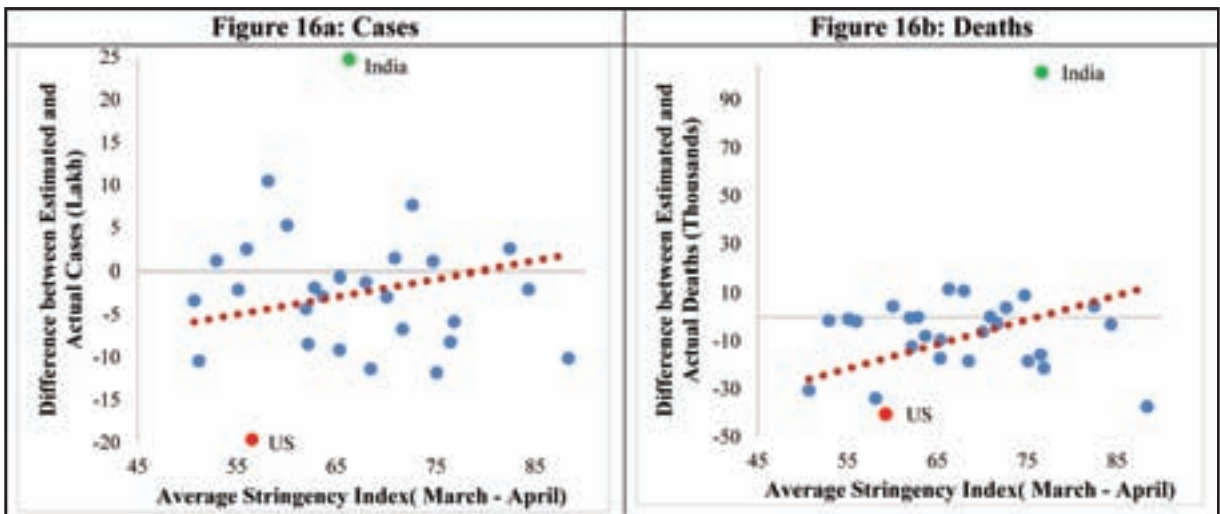 Figure 16a: Cases
Difference between Estimated and
Actual Cases (Lakh)
25
20
15
10
5
0
-5
-10
-15
-20
India
US
45 55 65 75 85
Average Stringency Index( March - April)
Figure 16b: Deaths
Difference between Estimated and
Actual Deaths (Thousands)
90
70
50
30
10
-10
-30
-50
India
US
45 55 65 75 85
Average Stringency Index( March - April)